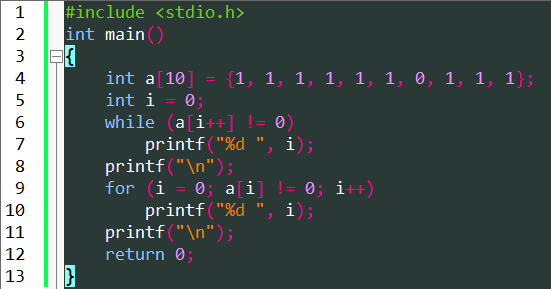 1 #include <stdio.h>
2 int main()
3 {
4     int a[10] = {1, 1, 1, 1, 1, 1, 0, 1, 1, 1};
5     int i = 0;
6     while (a[i++] != 0)
7         printf("%d ", i);
8     printf("\n");
9     for (i = 0; a[i] != 0; i++)
10         printf("%d ", i);
11     printf("\n");
12     return 0;
13 }